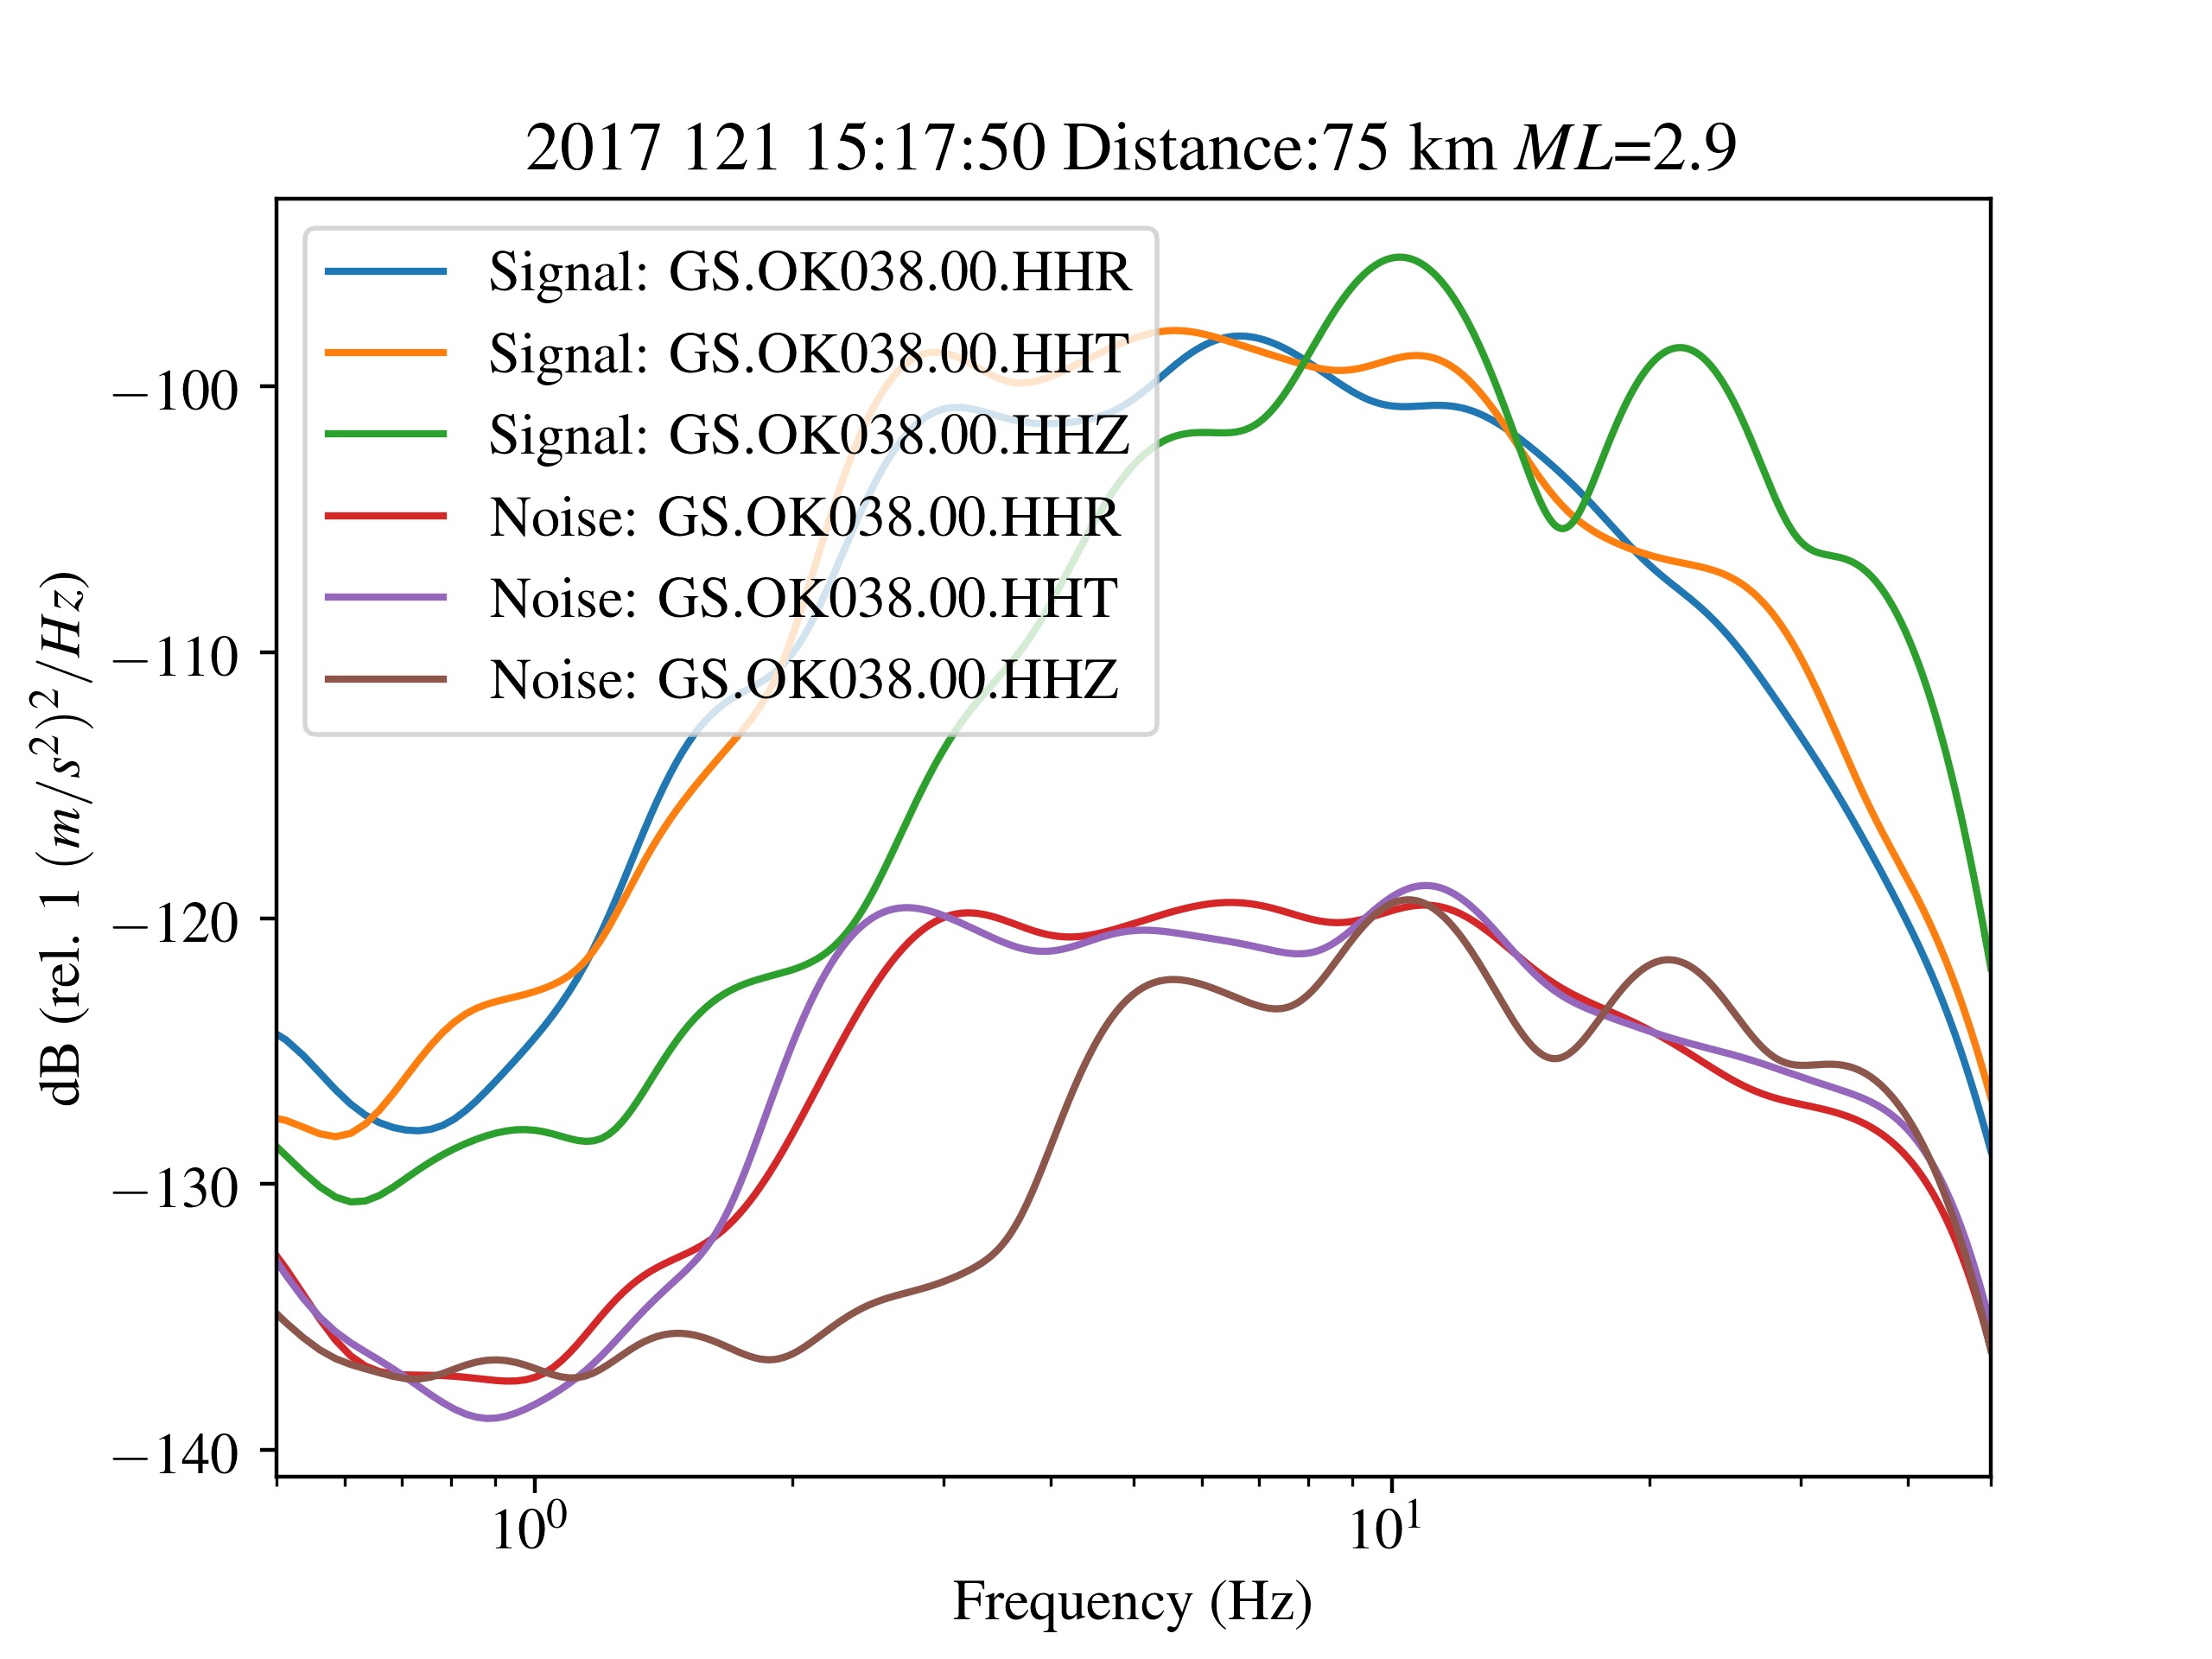 2017 121 15:17:50 Distance:75 km ML=2.9
Signal: GS.OK038.00.HHR
Signal: GS.OK038.00.HHT
Signal: GS.OK038.00.HHZ
Noise: GS.OK038.00.HHR
Noise: GS.OK038.00.HHT
Noise: GS.OK038.00.HHZ
dB (rel. 1 (m/s²)²/Hz)
−100
−110
−120
−130
−140
10⁰
10¹
Frequency (Hz)